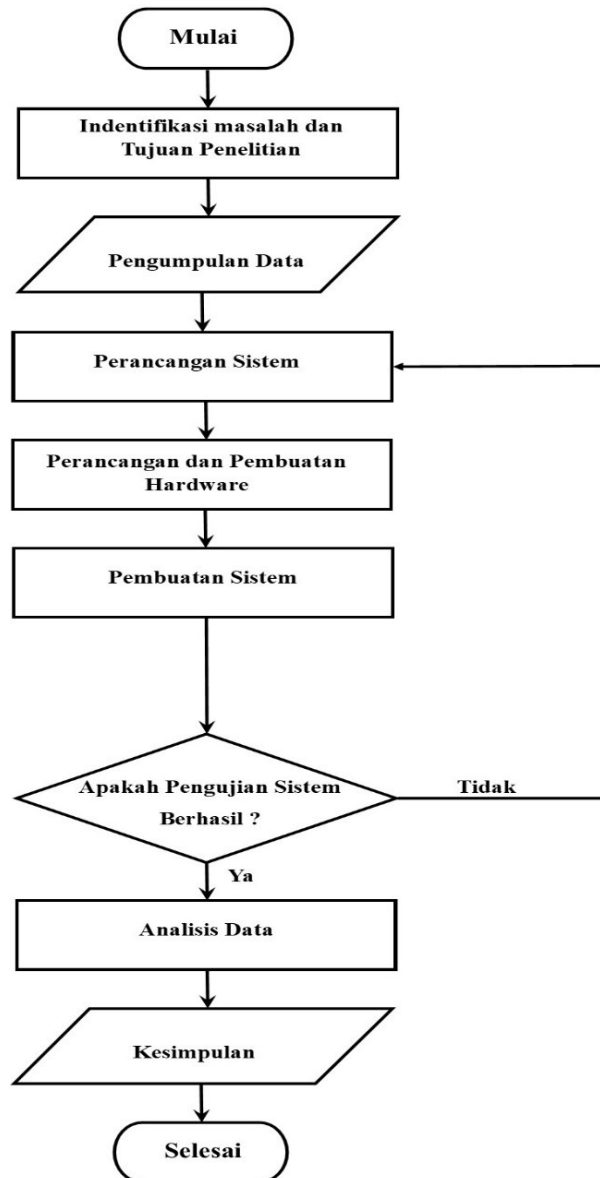 Mulai
Indentifikasi masalah dan
Tujuan Penelitian
Pengumpulan Data
Perancangan Sistem
Perancangan dan Pembuatan
Hardware
Pembuatan Sistem
Apakah Pengujian Sistem
Berhasil ?
Tidak
Ya
Analisis Data
Kesimpulan
Selesai